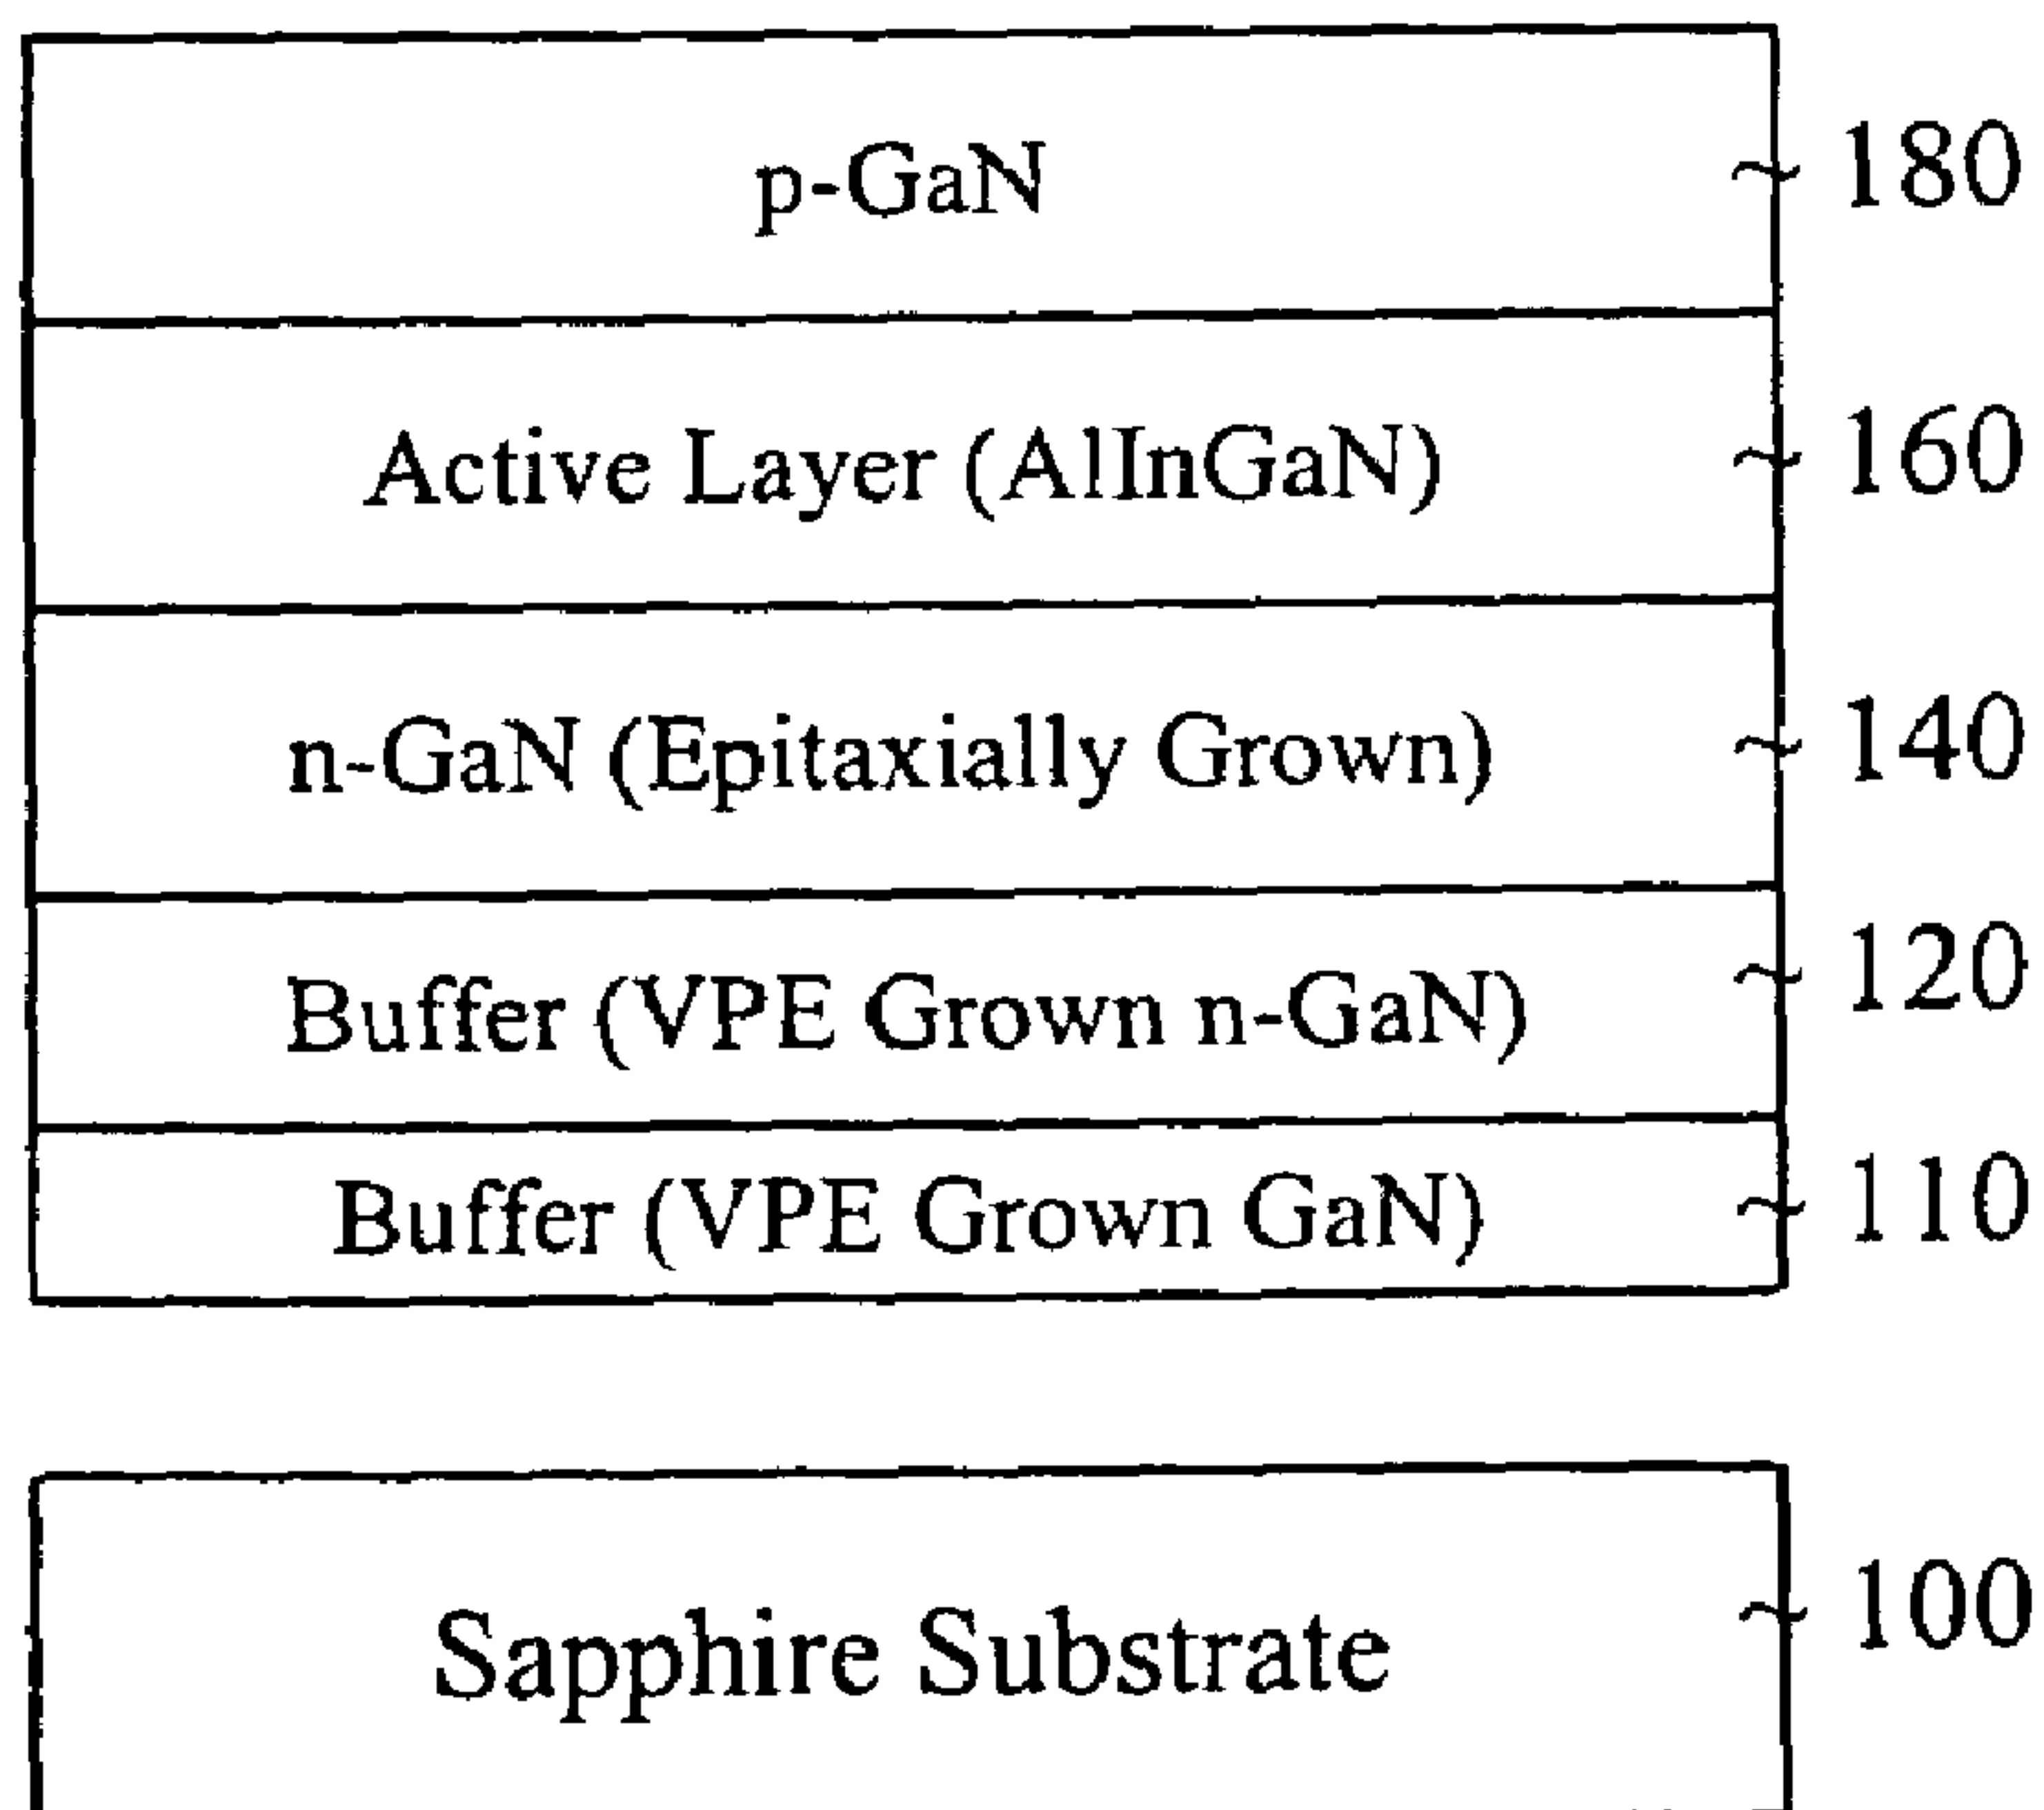 p-GaN 180
Active Layer (AlInGaN) 160
n-GaN (Epitaxially Grown) 140
Buffer (VPE Grown n-GaN) 120
Buffer (VPE Grown GaN) 110
Sapphire Substrate 100